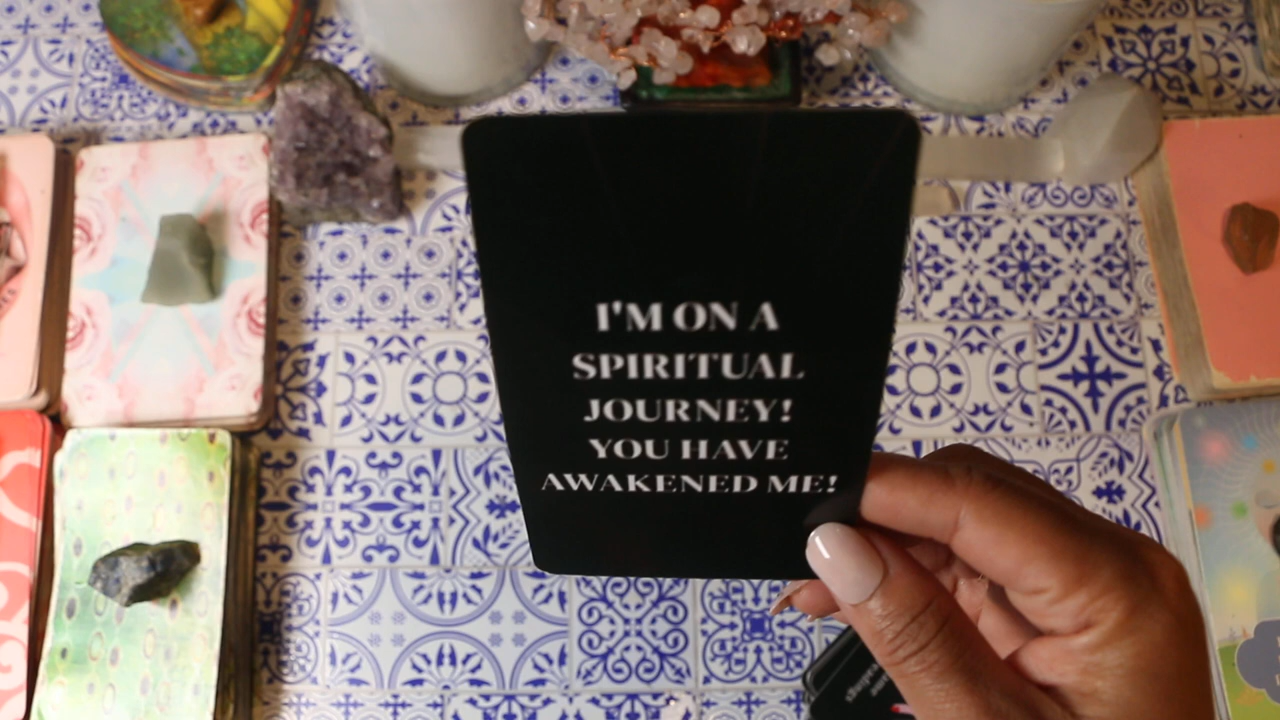 I'M ON A
SPIRITUAL
JOURNEY!
YOU HAVE
AWAKENED ME!